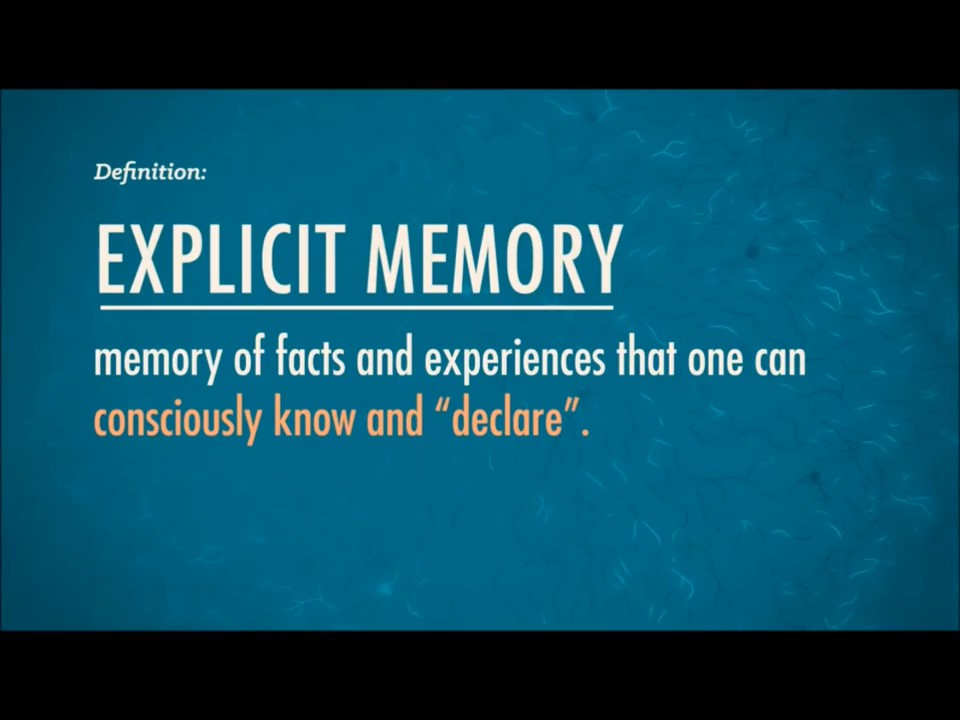 Definition:
EXPLICIT MEMORY
memory of facts and experiences that one can
consciously know and “declare”.